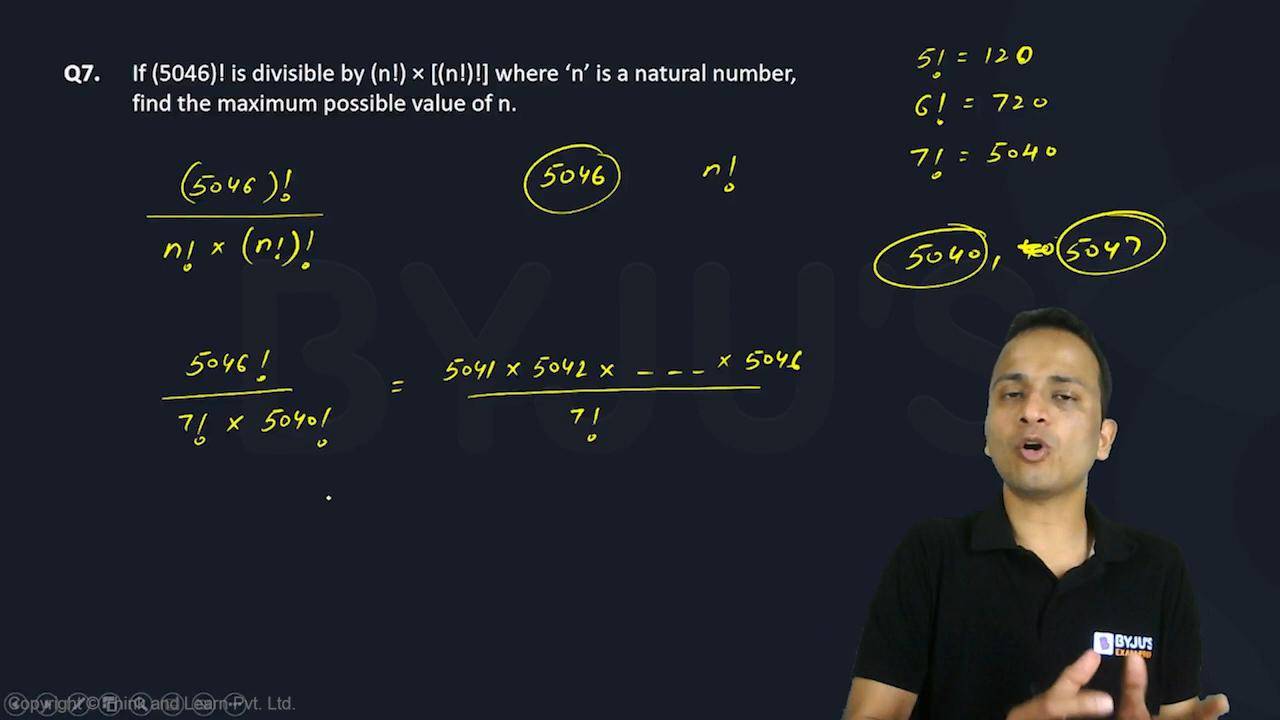 Q7. If (5046)! is divisible by (n!) × [(n!)!] where ‘n’ is a natural number,
find the maximum possible value of n.
5! = 120
6! = 720
7! = 5040
(5046)!
n! × (n!)!
5046
n!
5040, 5047
5046!
7! × 5040!
=
5041 × 5042 × --- × 5046
7!
BYJU'S
BYJU'S
Copyright © Think and Learn Pvt. Ltd.